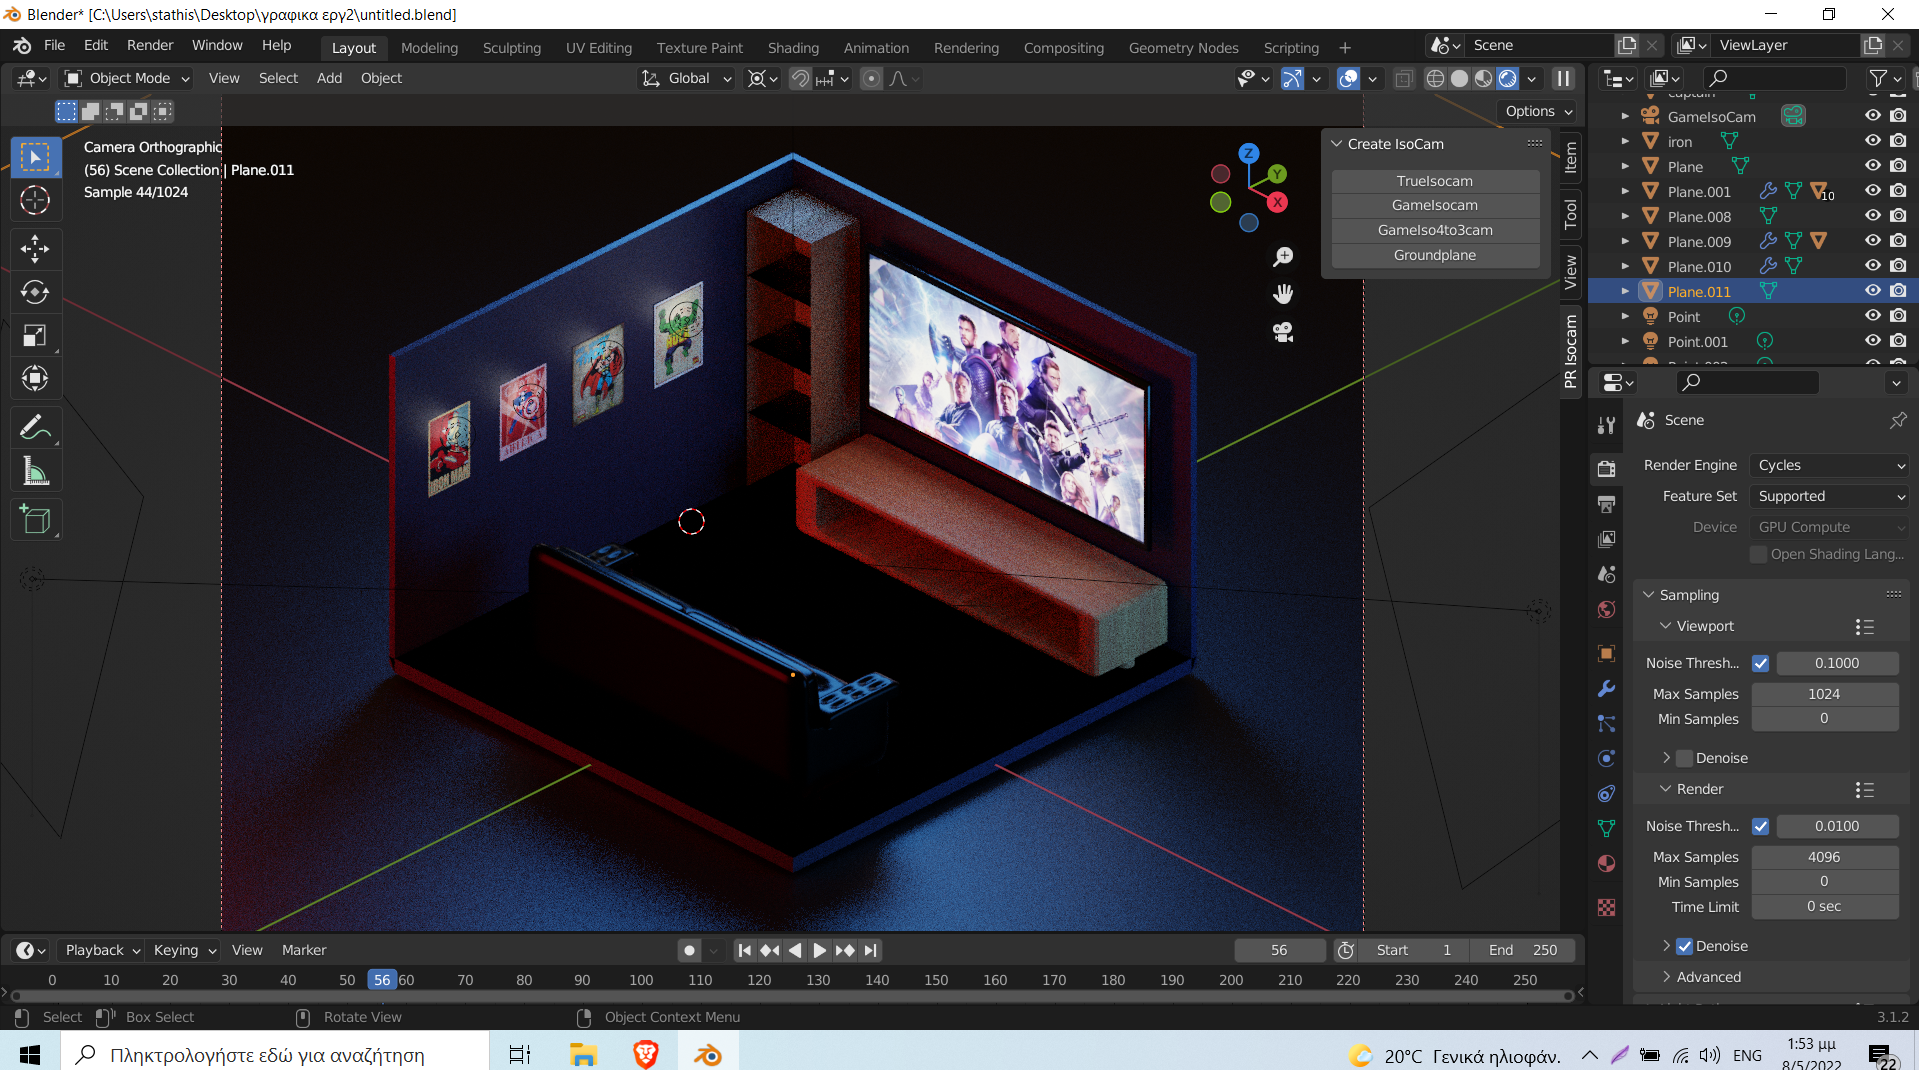 Blender* [C:\Users\stathis\Desktop\γραφικα εργ2\untitled.blend]
File Edit Render Window Help
Layout Modeling Sculpting UV Editing Texture Paint Shading Animation Rendering Compositing Geometry Nodes Scripting +
Scene
ViewLayer
Object Mode View Select Add Object
Global
Options
Camera Orthographic
(56) Scene Collection | Plane.011
Sample 44/1024
Z
Y
X
Create IsoCam
TrueIsocam
GameIsocam
GameIso4to3cam
Groundplane
Item
Tool
View
PR Isocam
IRON MAN
Captain
GameIsoCam
iron
Plane
Plane.001 10
Plane.008
Plane.009
Plane.010
Plane.011
Point
Point.001
Scene
Render Engine Cycles
Feature Set Supported
Device GPU Compute
Open Shading Lang...
Sampling
Viewport
Noise Thresh... 0.1000
Max Samples 1024
Min Samples 0
Denoise
Render
Noise Thresh... 0.0100
Max Samples 4096
Min Samples 0
Time Limit 0 sec
Denoise
Advanced
Playback Keying View Marker
56 Start 1 End 250
0 10 20 30 40 50 56 60 70 80 90 100 110 120 130 140 150 160 170 180 190 200 210 220 230 240 250
Select Box Select Rotate View Object Context Menu
3.1.2
Πληκτρολογήστε εδώ για αναζήτηση
20°C Γενικά ηλιοφάν.
ENG
1:53 μμ
8/5/2022
22